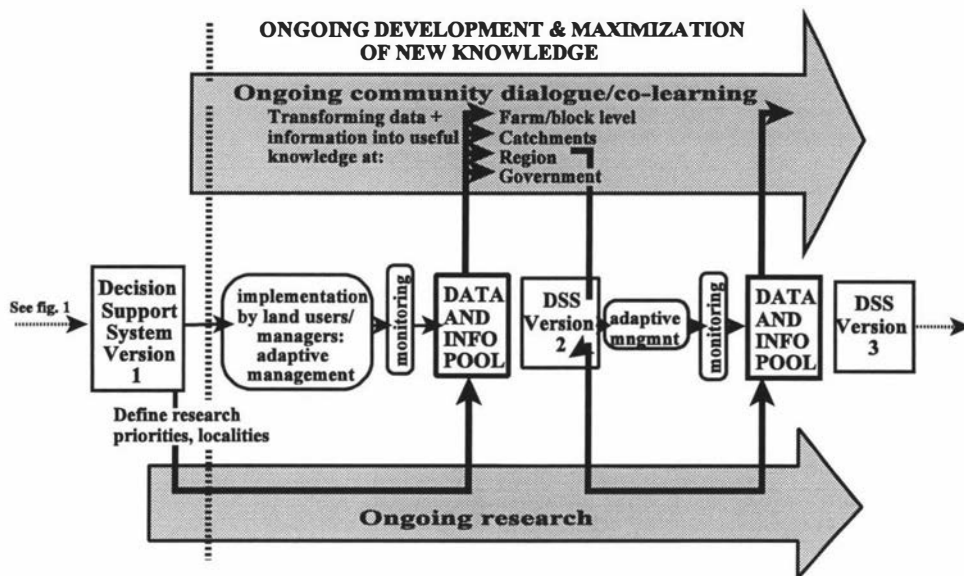 ONGOING DEVELOPMENT & MAXIMIZATION
OF NEW KNOWLEDGE
Ongoing community dialogue/co-learning
Transforming data +
information into useful
knowledge at:
Farm/block level
Catchments
Region
Government
See fig. 1
Decision
Support
System
Version
1
implementation
by land users/
managers:
adaptive
management
monitoring
DATA
AND
INFO
POOL
DSS
Version
2
adaptive
mngmnt
monitoring
DATA
AND
INFO
POOL
DSS
Version
3
Define research
priorities, localities
Ongoing research